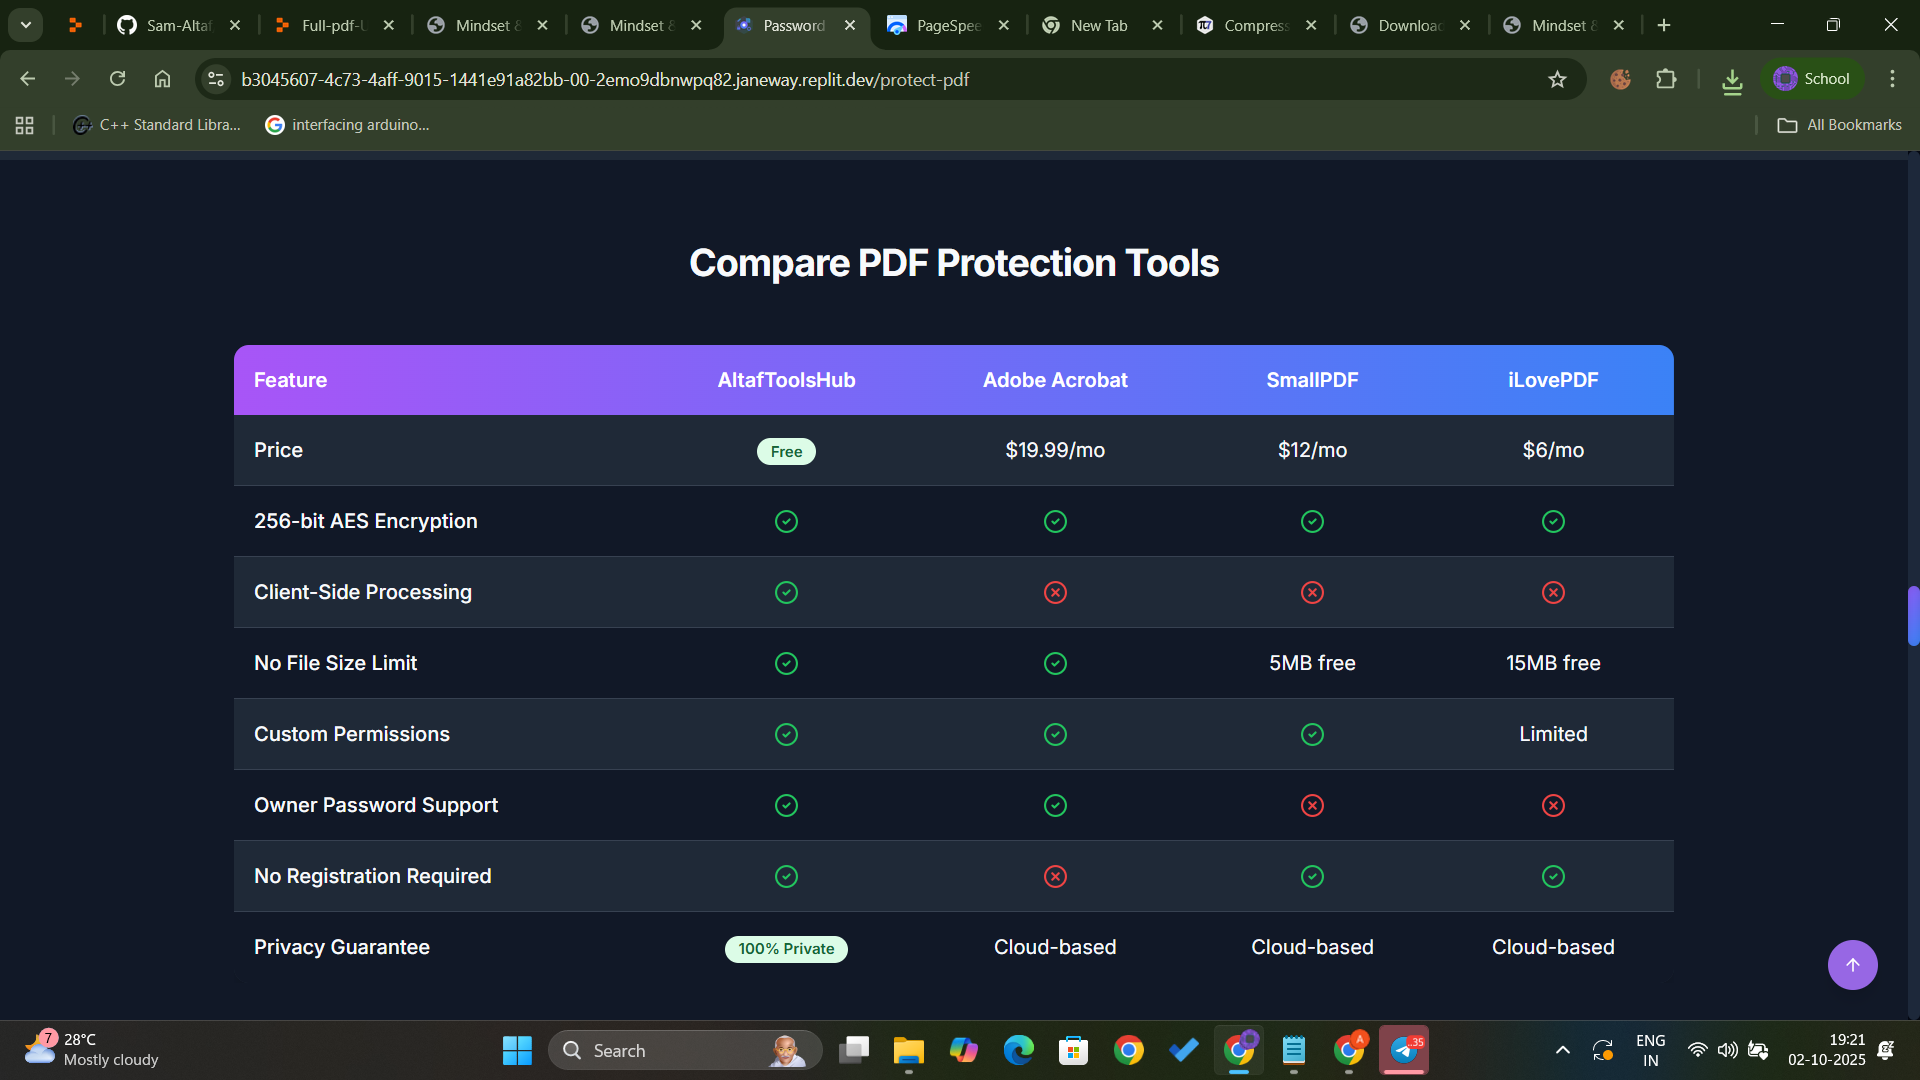 Sam-Altaf
Full-pdf-U
Mindset &
Mindset &
Password
PageSpee
New Tab
Compress
Download
Mindset &
b3045607-4c73-4aff-9015-1441e91a82bb-00-2emo9dbnwpq82.janeway.replit.dev/protect-pdf
School
C++ Standard Libra...
interfacing arduino...
All Bookmarks
Compare PDF Protection Tools
Feature AltafToolsHub Adobe Acrobat SmallPDF iLovePDF
Price Free $19.99/mo $12/mo $6/mo
256-bit AES Encryption
Client-Side Processing
No File Size Limit 5MB free 15MB free
Custom Permissions Limited
Owner Password Support
No Registration Required
Privacy Guarantee 100% Private Cloud-based Cloud-based Cloud-based
7
28°C
Mostly cloudy
Search
A
.35
ENG
IN
19:21
02-10-2025